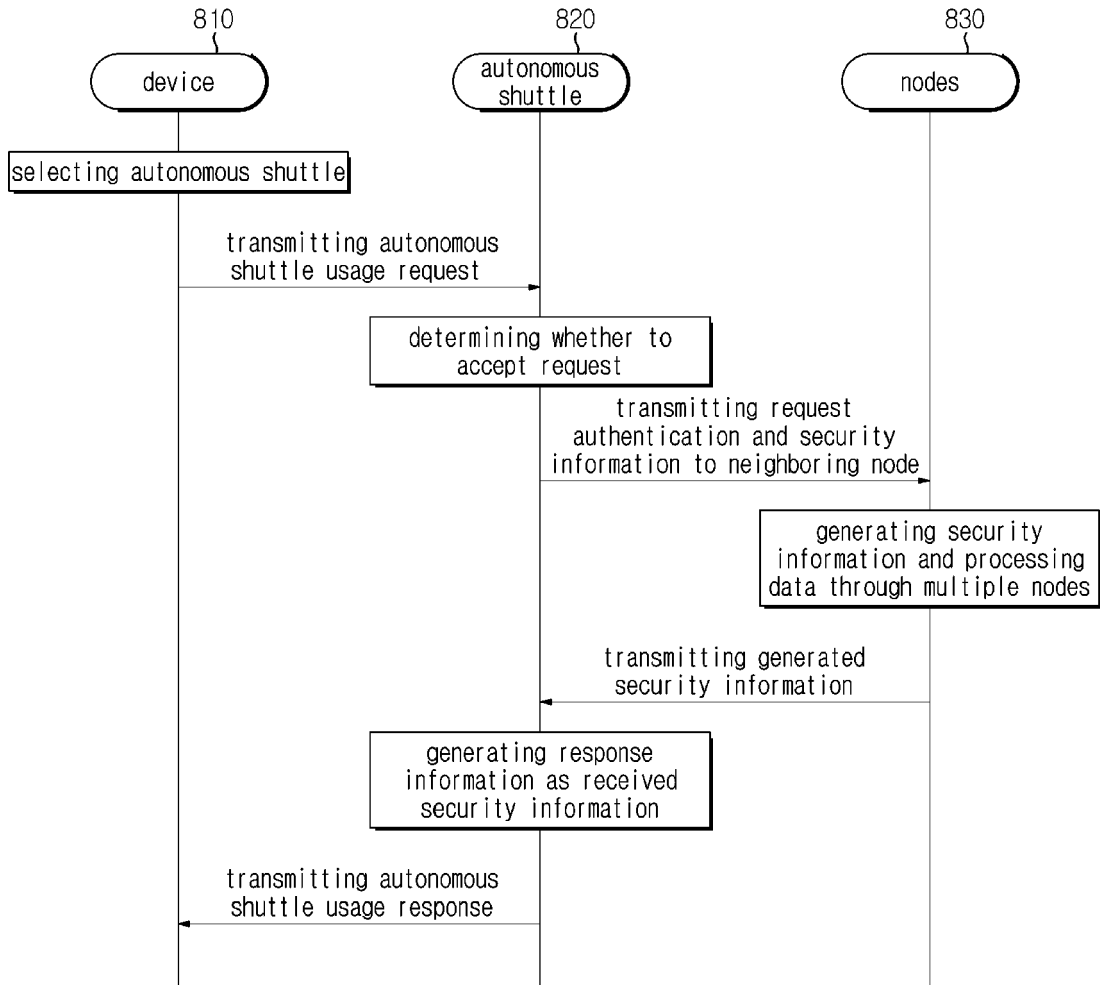 810
820
830
device
autonomous
shuttle
nodes
selecting autonomous shuttle
transmitting autonomous
shuttle usage request
determining whether to
accept request
transmitting request
authentication and security
information to neighboring node
generating security
information and processing
data through multiple nodes
transmitting generated
security information
generating response
information as received
security information
transmitting autonomous
shuttle usage response